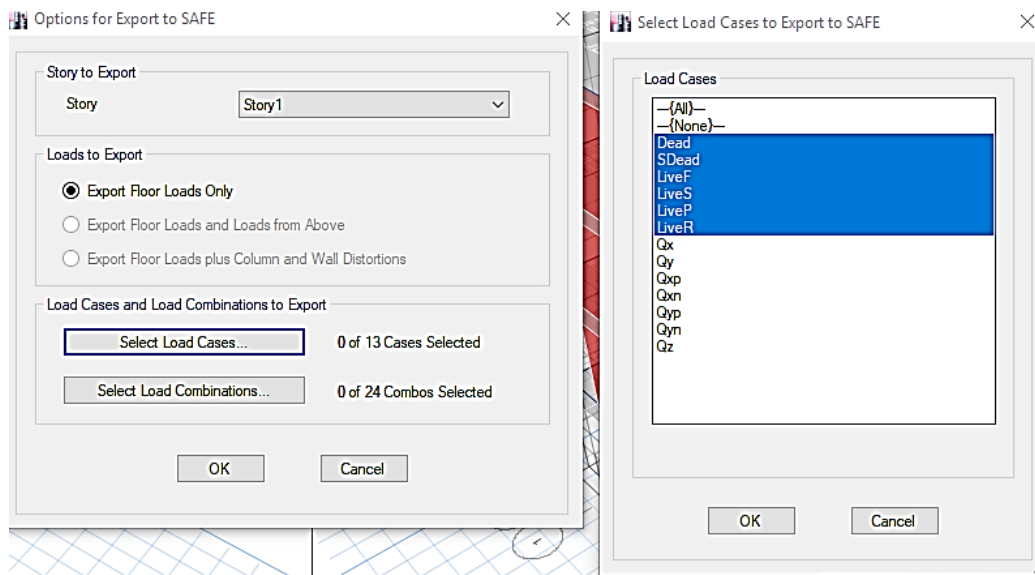 Options for Export to SAFE
Story to Export
Story
Story1
Loads to Export
Export Floor Loads Only
Export Floor Loads and Loads from Above
Export Floor Loads plus Column and Wall Distortions
Load Cases and Load Combinations to Export
Select Load Cases...
0 of 13 Cases Selected
Select Load Combinations...
0 of 24 Combos Selected
OK
Cancel
Select Load Cases to Export to SAFE
Load Cases
---{All}---
---{None}---
Dead
SDead
LiveF
LiveS
LiveP
LiveR
Qx
Qy
Qxp
Qxn
Qyp
Qyn
Qz
OK
Cancel